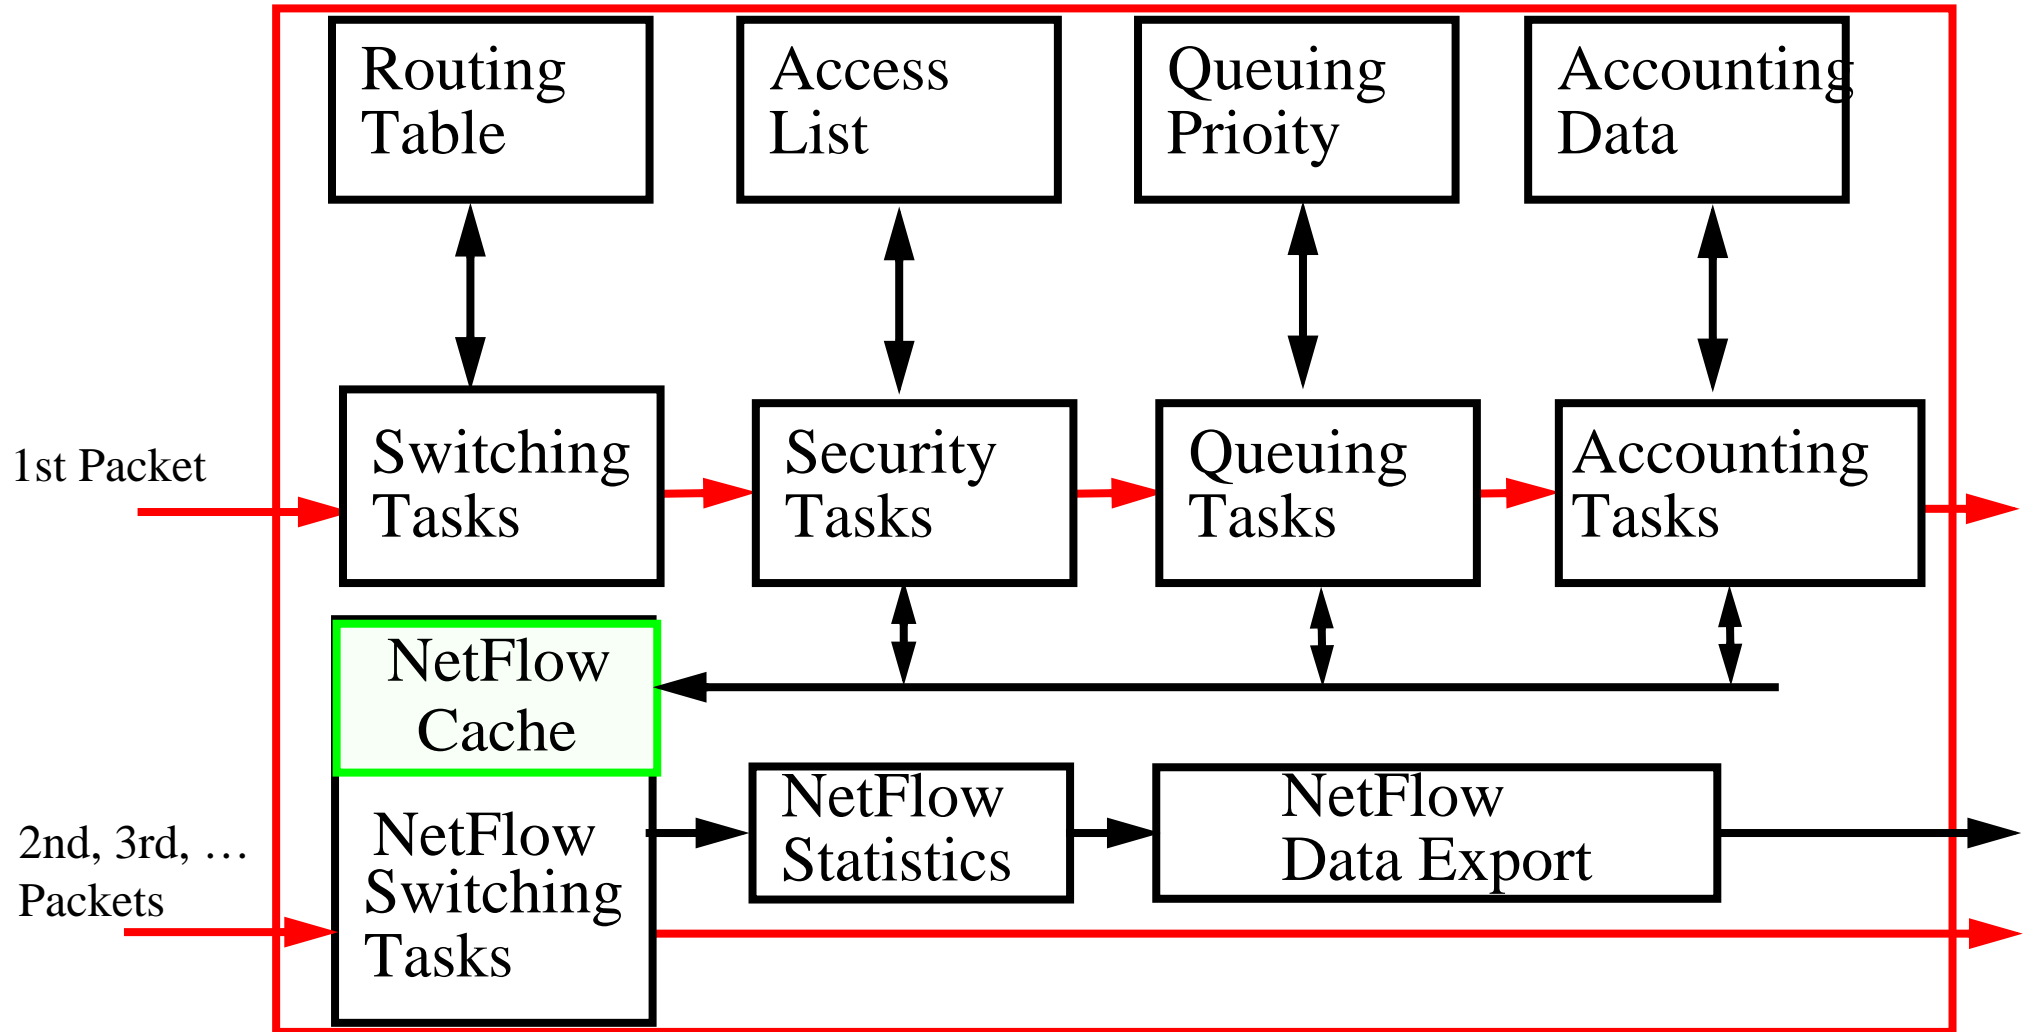 Routing
Table
Access
List
Queuing
Prioity
Accounting
Data
1st Packet
Switching
Tasks
Security
Tasks
Queuing
Tasks
Accounting
Tasks
NetFlow
Cache
2nd, 3rd, …
Packets
NetFlow
Switching
Tasks
NetFlow
Statistics
NetFlow
Data Export